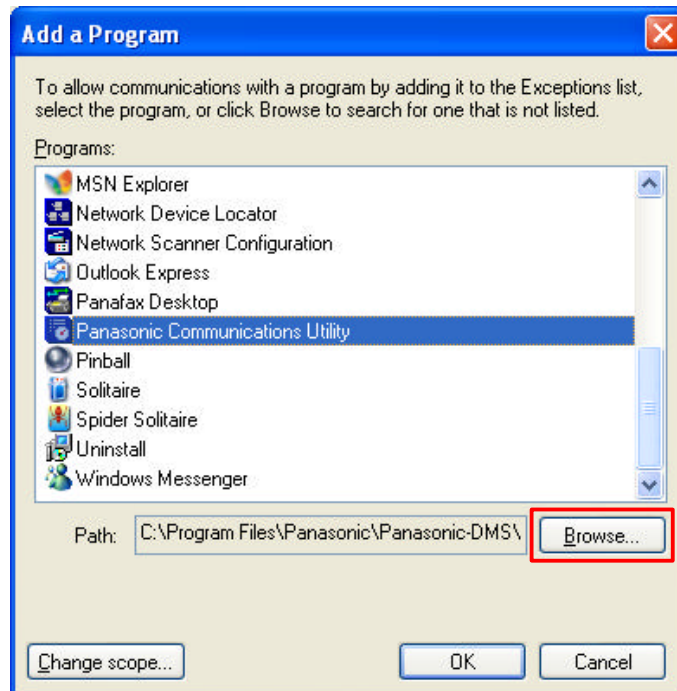 Add a Program
To allow communications with a program by adding it to the Exceptions list,
select the program, or click Browse to search for one that is not listed.
Programs:
MSN Explorer
Network Device Locator
Network Scanner Configuration
Outlook Express
Panafax Desktop
Panasonic Communications Utility
Pinball
Solitaire
Spider Solitaire
Uninstall
Windows Messenger
Path: C:\Program Files\Panasonic\Panasonic-DMS\ Browse...
Change scope... OK Cancel